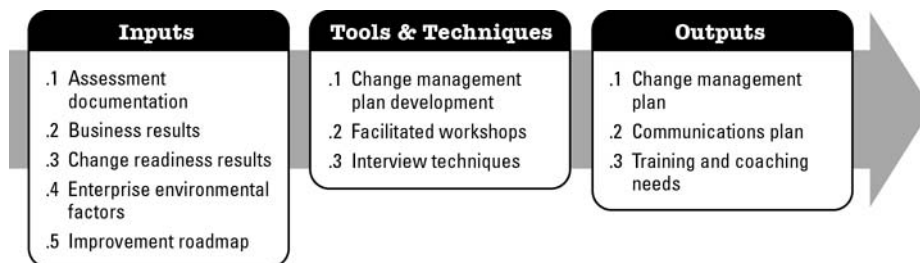 Inputs
.1 Assessment
documentation
.2 Business results
.3 Change readiness results
.4 Enterprise environmental
factors
.5 Improvement roadmap
Tools & Techniques
.1 Change management
plan development
.2 Facilitated workshops
.3 Interview techniques
Outputs
.1 Change management
plan
.2 Communications plan
.3 Training and coaching
needs